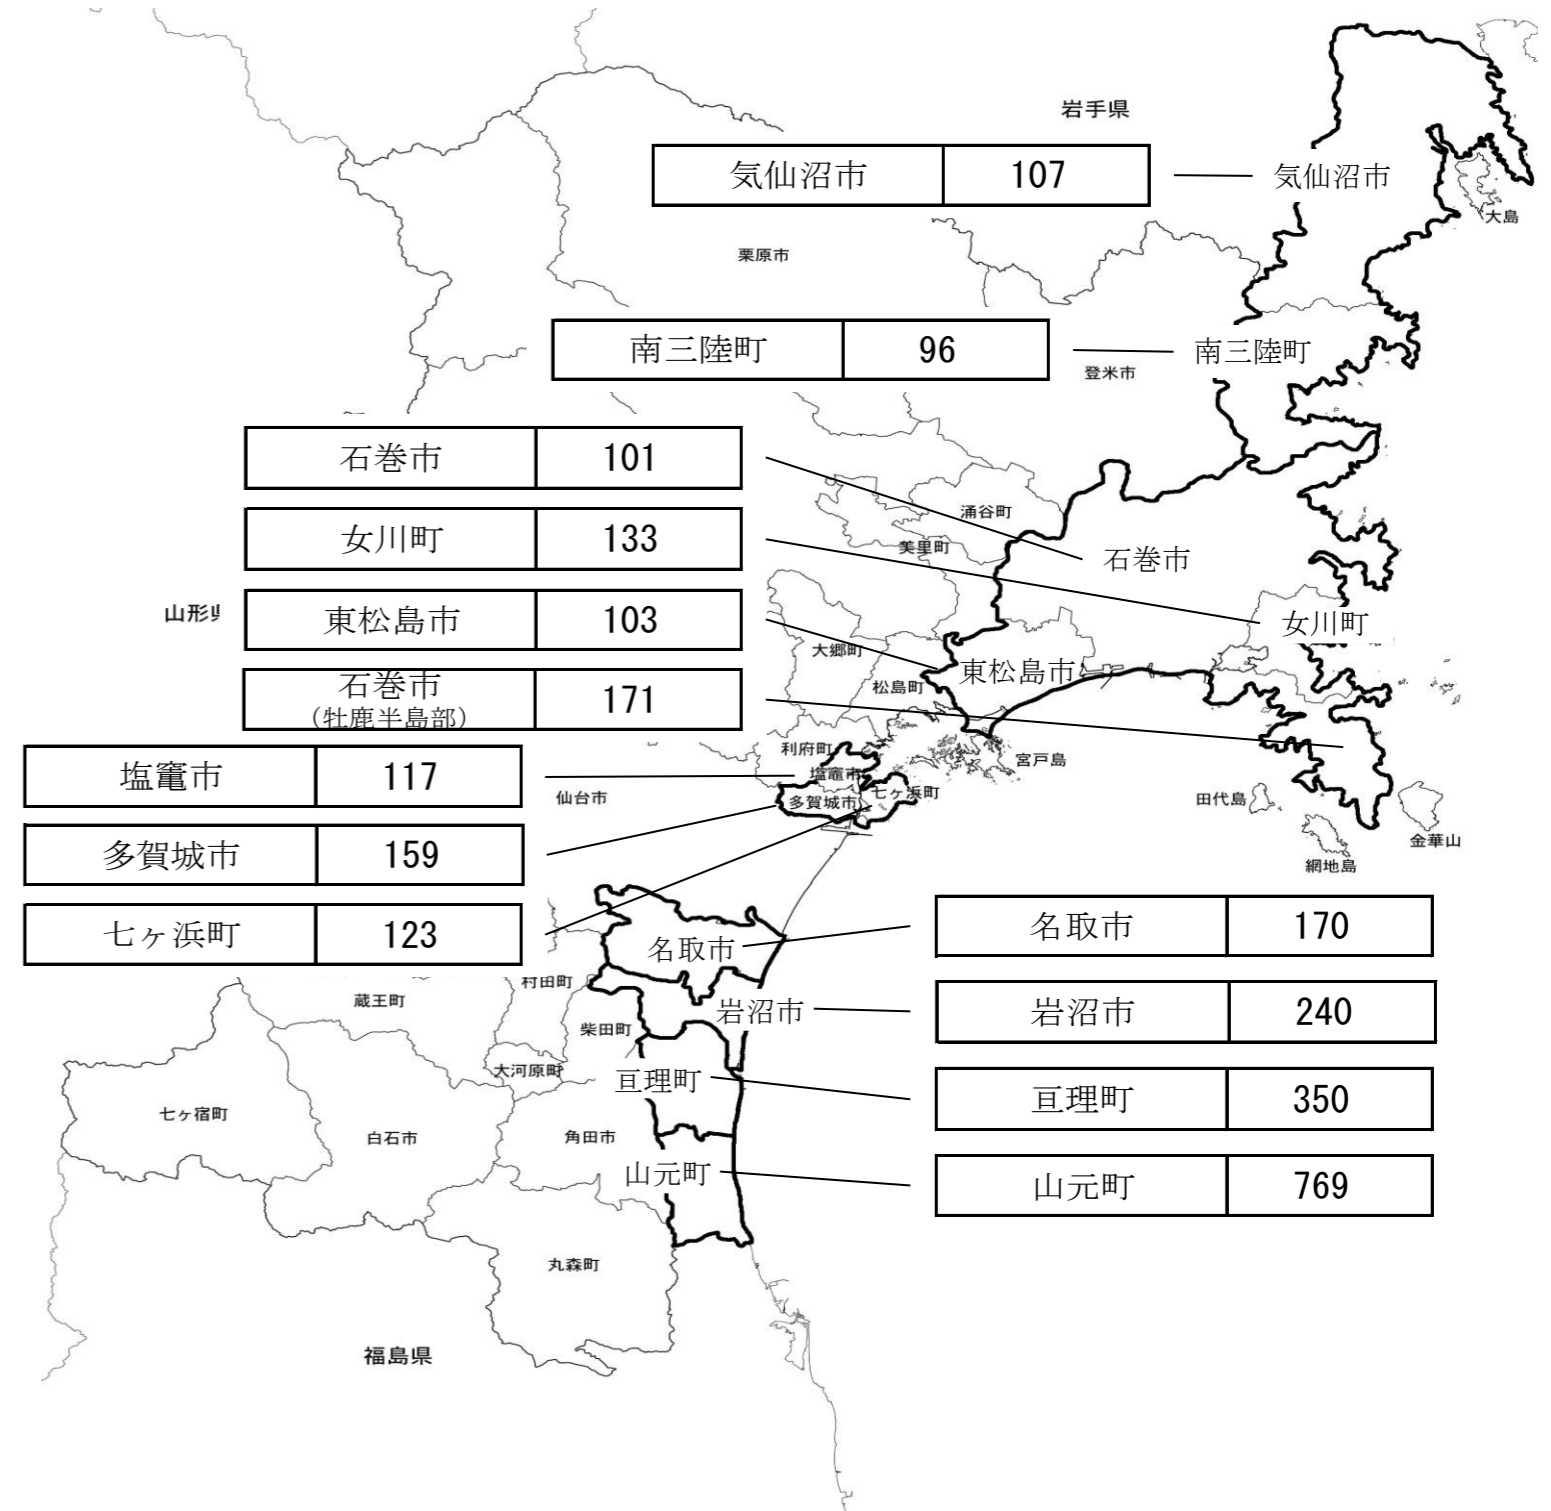 岩手県
気仙沼市 107
気仙沼市
大島
栗原市
南三陸町 96
南三陸町
登米市
石巻市 101
涌谷町
女川町 133
美里町
石巻市
山形
東松島市 103
女川町
大郷町
東松島市
松島町
石巻市
(牡鹿半島部)
171
利府町
宮戸島
塩竃市 117
塩竈市
仙台市
多賀城市
七ヶ浜町
田代島
金華山
網地島
多賀城市 159
七ヶ浜町 123
名取市
名取市 170
村田町
蔵王町
岩沼市
岩沼市 240
柴田町
大河原町
亘理町
亘理町 350
七ヶ宿町
白石市
角田市
山元町
山元町 769
丸森町
福島県